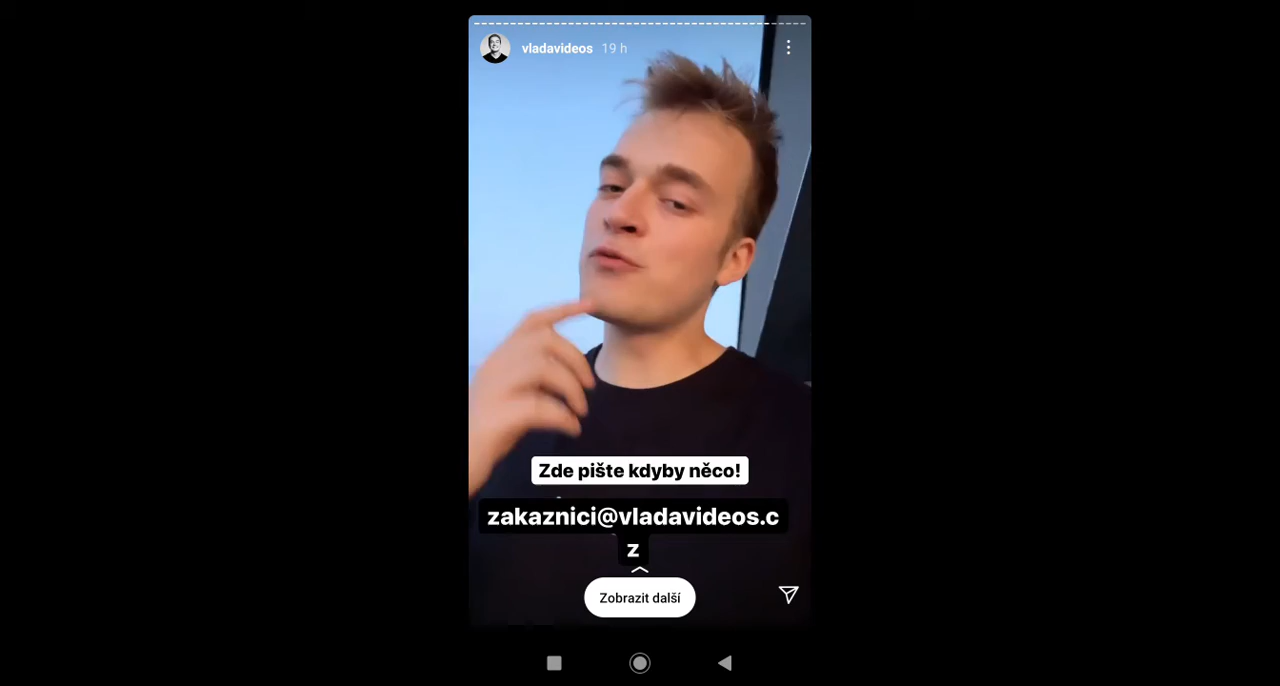 vladavideos 19 h
Zde pište kdyby něco!
zakaznici@vladavideos.c
z
Zobrazit další